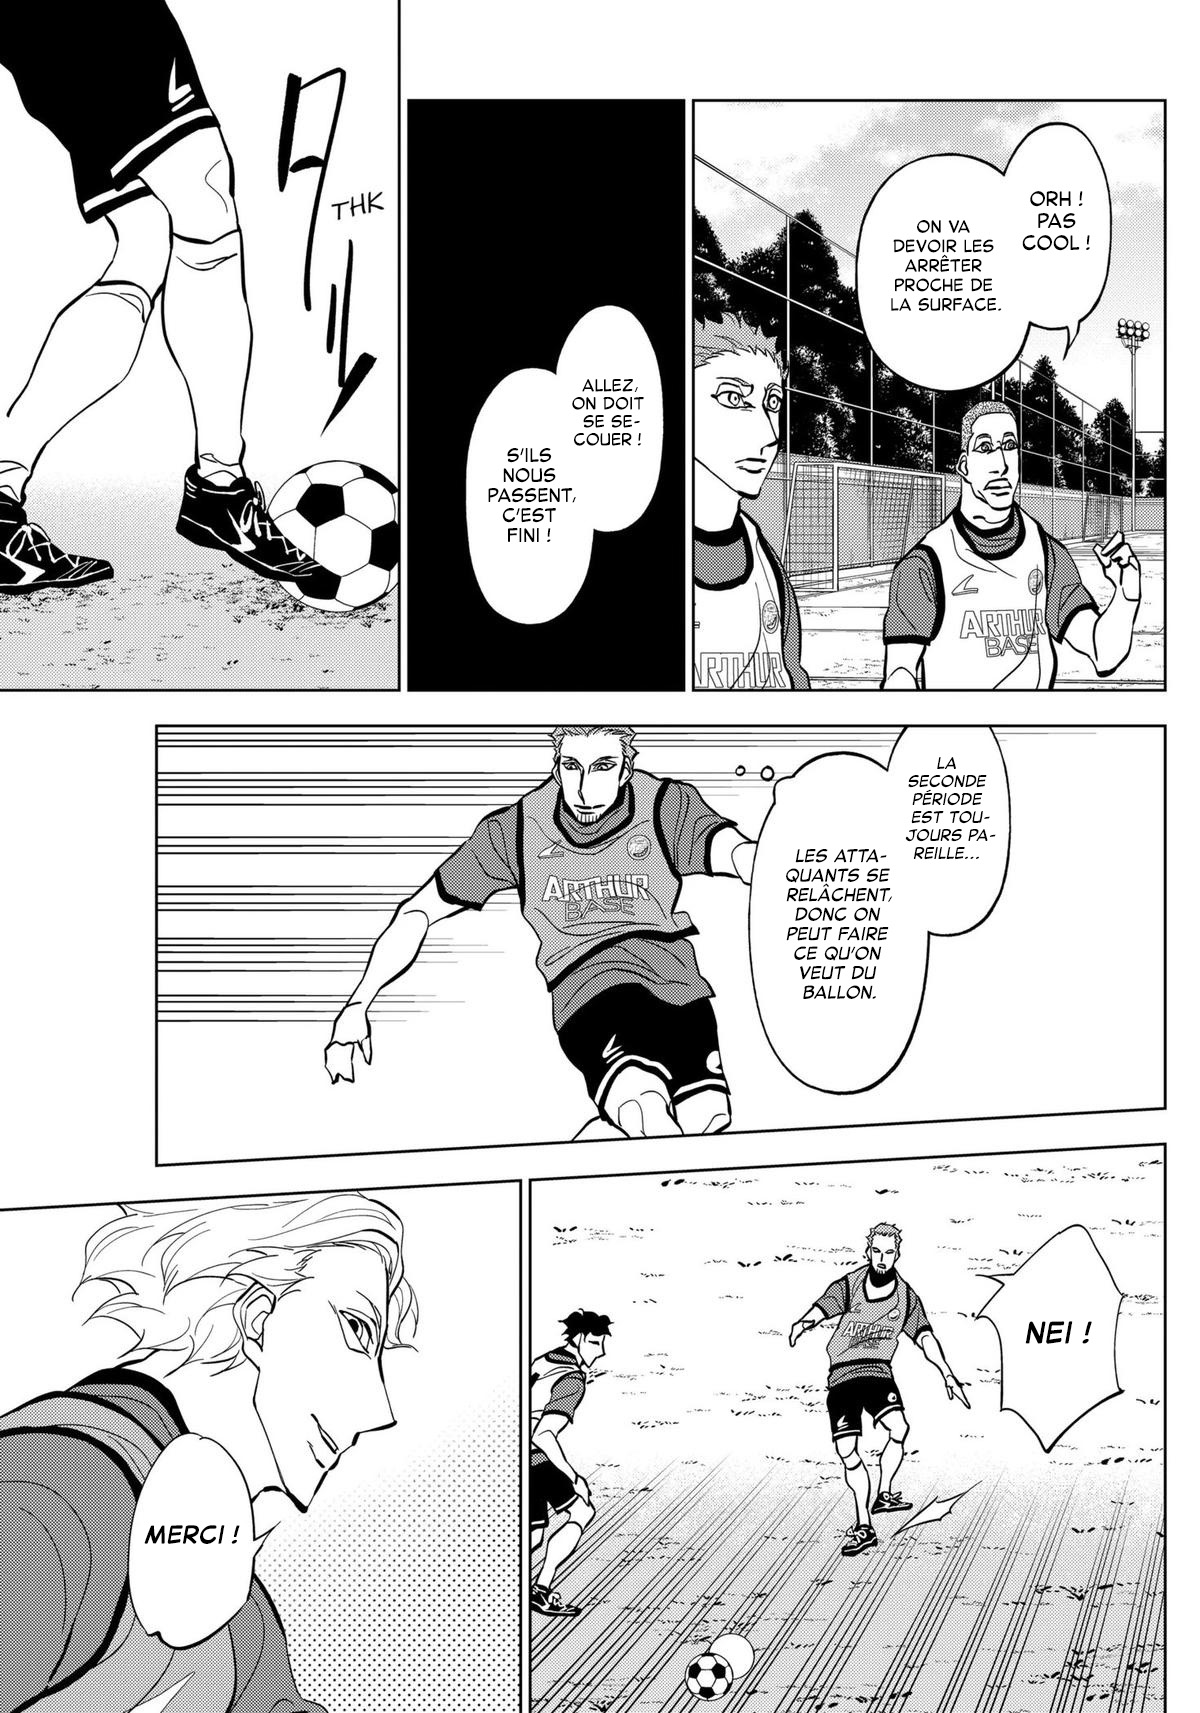 ORH !
PAS
COOL !
ON VA
DEVOIR LES
ARRÊTER
PROCHE DE
LA SURFACE.
ARTHUR
BASE
ARTHUR
ALLEZ,
ON DOIT
SE SE-
COUER !
S'ILS
NOUS
PASSENT,
C'EST
FINI !
タッ
THK
LA
SECONDE
PÉRIODE
EST TOU-
JOURS PA-
REILLE...
LES ATTA-
QUANTS SE
RELÂCHENT,
DONC ON
PEUT FAIRE
CE QU'ON
VEUT DU
BALLON.
ARTHUR
BASE
NEI !
ARTHUR
BASE
MERCI !